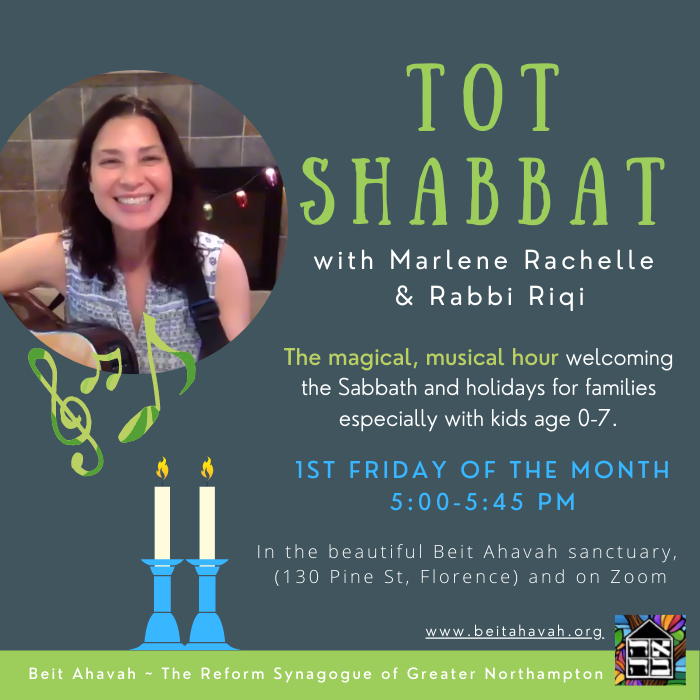 TOT
SHABBAT
with Marlene Rachelle
& Rabbi Riqi
The magical, musical hour welcoming
the Sabbath and holidays for families
especially with kids age 0-7.
1ST FRIDAY OF THE MONTH
5:00-5:45 PM
In the beautiful Beit Ahavah sanctuary,
(130 Pine St, Florence) and on Zoom
www.beitahavah.org
Beit Ahavah ~ The Reform Synagogue of Greater Northampton